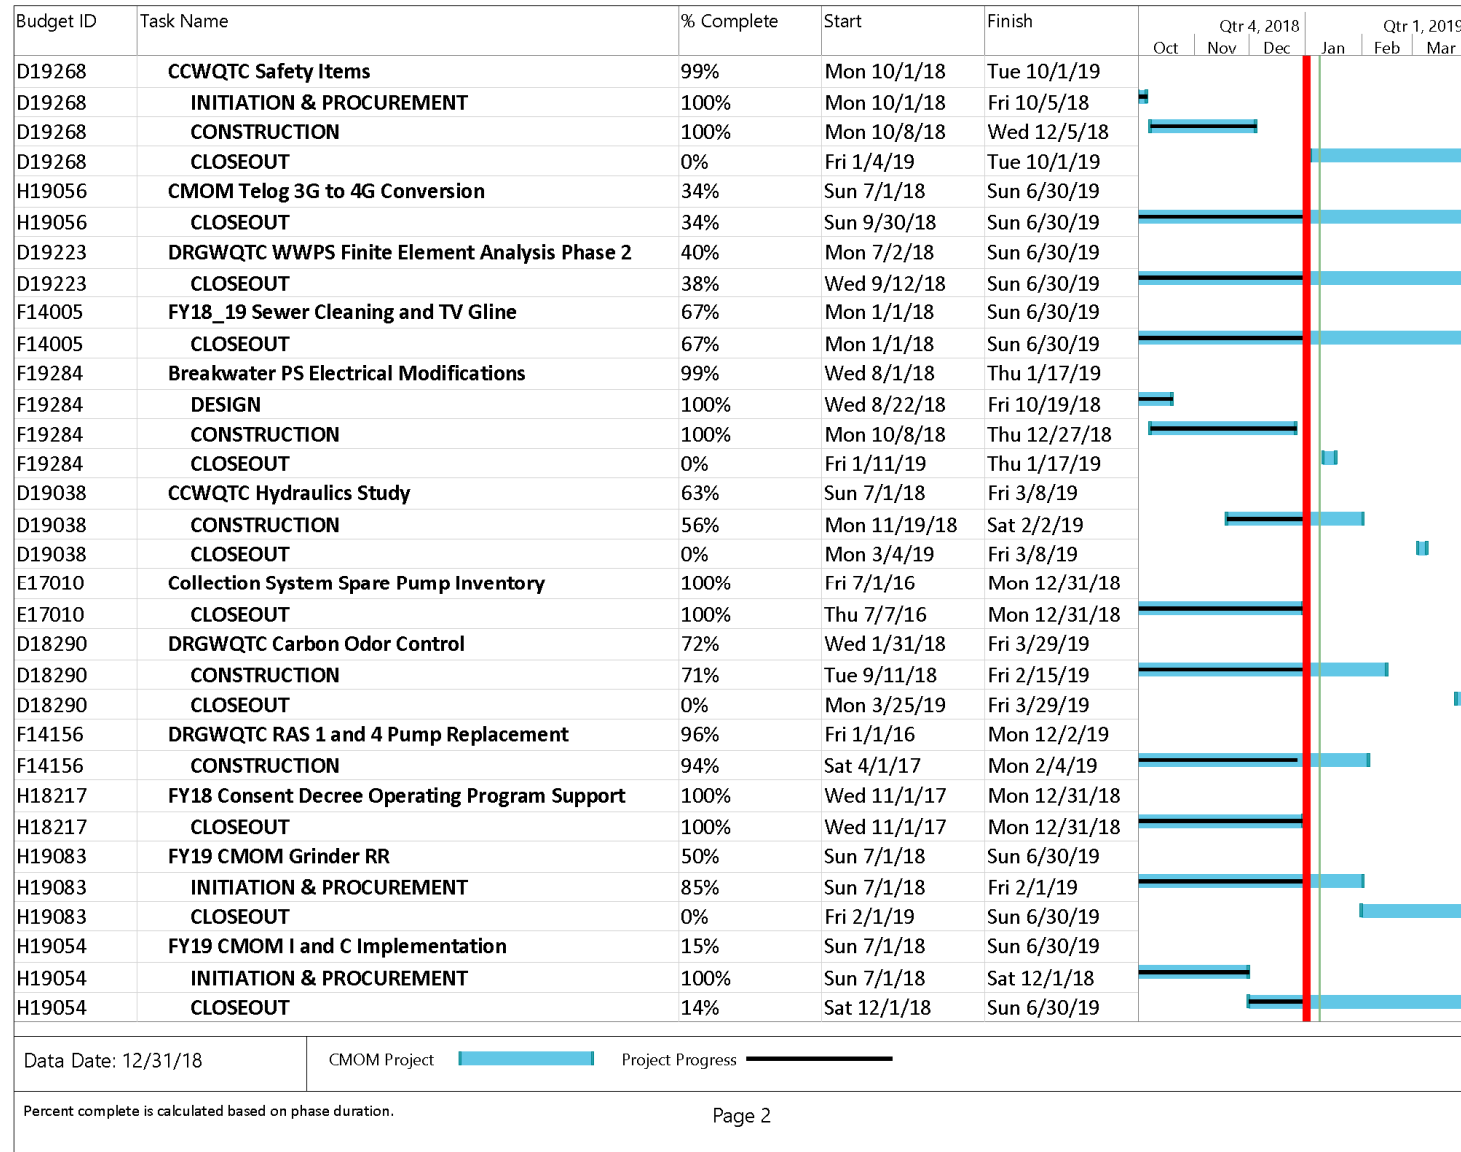 Budget ID Task Name % Complete Start Finish Qtr 4, 2018 Qtr 1, 2019
Oct Nov Dec Jan Feb Mar
D19268 CCWQTC Safety Items 99% Mon 10/1/18 Tue 10/1/19
D19268 INITIATION & PROCUREMENT 100% Mon 10/1/18 Fri 10/5/18
D19268 CONSTRUCTION 100% Mon 10/8/18 Wed 12/5/18
D19268 CLOSEOUT 0% Fri 1/4/19 Tue 10/1/19
H19056 CMOM Telog 3G to 4G Conversion 34% Sun 7/1/18 Sun 6/30/19
H19056 CLOSEOUT 34% Sun 9/30/18 Sun 6/30/19
D19223 DRGWQTC WWPS Finite Element Analysis Phase 2 40% Mon 7/2/18 Sun 6/30/19
D19223 CLOSEOUT 38% Wed 9/12/18 Sun 6/30/19
F14005 FY18_19 Sewer Cleaning and TV Gline 67% Mon 1/1/18 Sun 6/30/19
F14005 CLOSEOUT 67% Mon 1/1/18 Sun 6/30/19
F19284 Breakwater PS Electrical Modifications 99% Wed 8/1/18 Thu 1/17/19
F19284 DESIGN 100% Wed 8/22/18 Fri 10/19/18
F19284 CONSTRUCTION 100% Mon 10/8/18 Thu 12/27/18
F19284 CLOSEOUT 0% Fri 1/11/19 Thu 1/17/19
D19038 CCWQTC Hydraulics Study 63% Sun 7/1/18 Fri 3/8/19
D19038 CONSTRUCTION 56% Mon 11/19/18 Sat 2/2/19
D19038 CLOSEOUT 0% Mon 3/4/19 Fri 3/8/19
E17010 Collection System Spare Pump Inventory 100% Fri 7/1/16 Mon 12/31/18
E17010 CLOSEOUT 100% Thu 7/7/16 Mon 12/31/18
D18290 DRGWQTC Carbon Odor Control 72% Wed 1/31/18 Fri 3/29/19
D18290 CONSTRUCTION 71% Tue 9/11/18 Fri 2/15/19
D18290 CLOSEOUT 0% Mon 3/25/19 Fri 3/29/19
F14156 DRGWQTC RAS 1 and 4 Pump Replacement 96% Fri 1/1/16 Mon 12/2/19
F14156 CONSTRUCTION 94% Sat 4/1/17 Mon 2/4/19
H18217 FY18 Consent Decree Operating Program Support 100% Wed 11/1/17 Mon 12/31/18
H18217 CLOSEOUT 100% Wed 11/1/17 Mon 12/31/18
H19083 FY19 CMOM Grinder RR 50% Sun 7/1/18 Sun 6/30/19
H19083 INITIATION & PROCUREMENT 85% Sun 7/1/18 Fri 2/1/19
H19083 CLOSEOUT 0% Fri 2/1/19 Sun 6/30/19
H19054 FY19 CMOM I and C Implementation 15% Sun 7/1/18 Sun 6/30/19
H19054 INITIATION & PROCUREMENT 100% Sun 7/1/18 Sat 12/1/18
H19054 CLOSEOUT 14% Sat 12/1/18 Sun 6/30/19
Data Date: 12/31/18 CMOM Project Project Progress
Percent complete is calculated based on phase duration.
Page 2